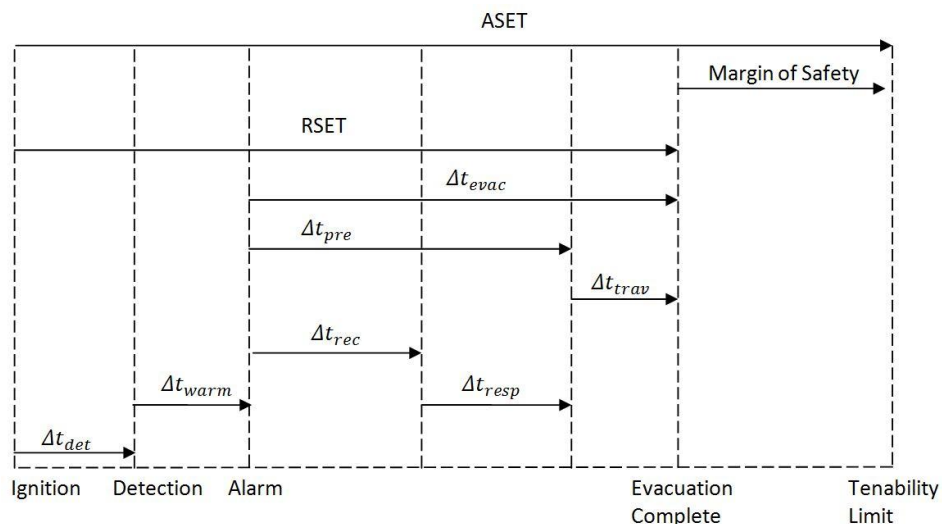 ASET
Margin of Safety
RSET
Δt_evac
Δt_pre
Δt_trav
Δt_rec
Δt_warm
Δt_resp
Δt_det
Ignition
Detection
Alarm
Evacuation
Complete
Tenability
Limit